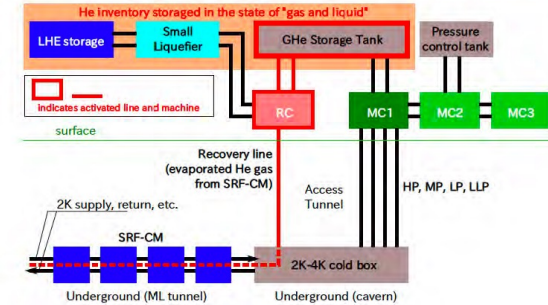 He inventory storaged in the state of "gas and liquid"
LHE storage
Small
Liquefier
GHe Storage Tank
Pressure
control tank
indicates activated line and machine
RC
MC1
MC2
MC3
surface
Recovery line
(evaporated He gas
from SRF-CM)
Access
Tunnel
HP, MP, LP, LLP
2K supply, return, etc.
SRF-CM
2K-4K cold box
Underground (ML tunnel)
Underground (cavern)